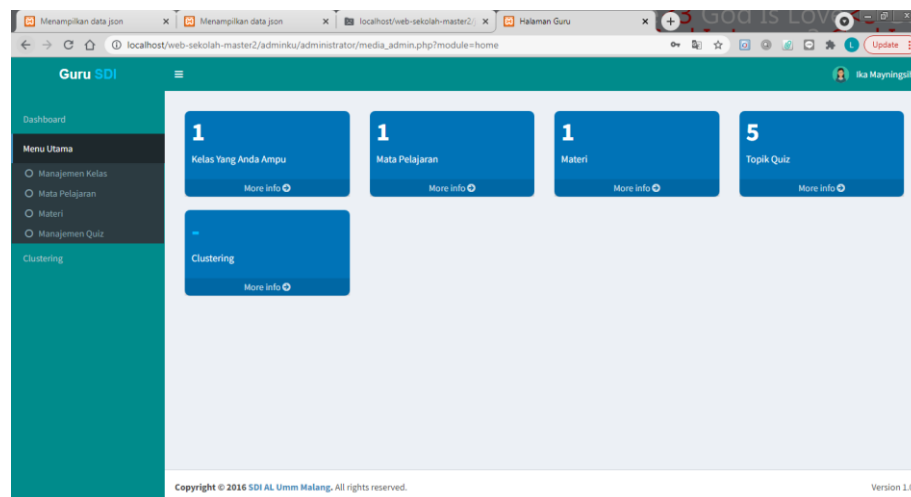 Menampilkan data json
Menampilkan data json
localhost/web-sekolah-master2/
Halaman Guru
God Is Love
localhost/web-sekolah-master2/adminku/administrator/media_admin.php?module=home
L
Update
Guru SDI
Ika Mayningsi
Dashboard
Menu Utama
Manajemen Kelas
Mata Pelajaran
Materi
Manajemen Quiz
Clustering
1
Kelas Yang Anda Ampu
More info
1
Mata Pelajaran
More info
1
Materi
More info
5
Topik Quiz
More info
-
Clustering
More info
Copyright © 2016 SDI AL Umm Malang. All rights reserved.
Version 1.